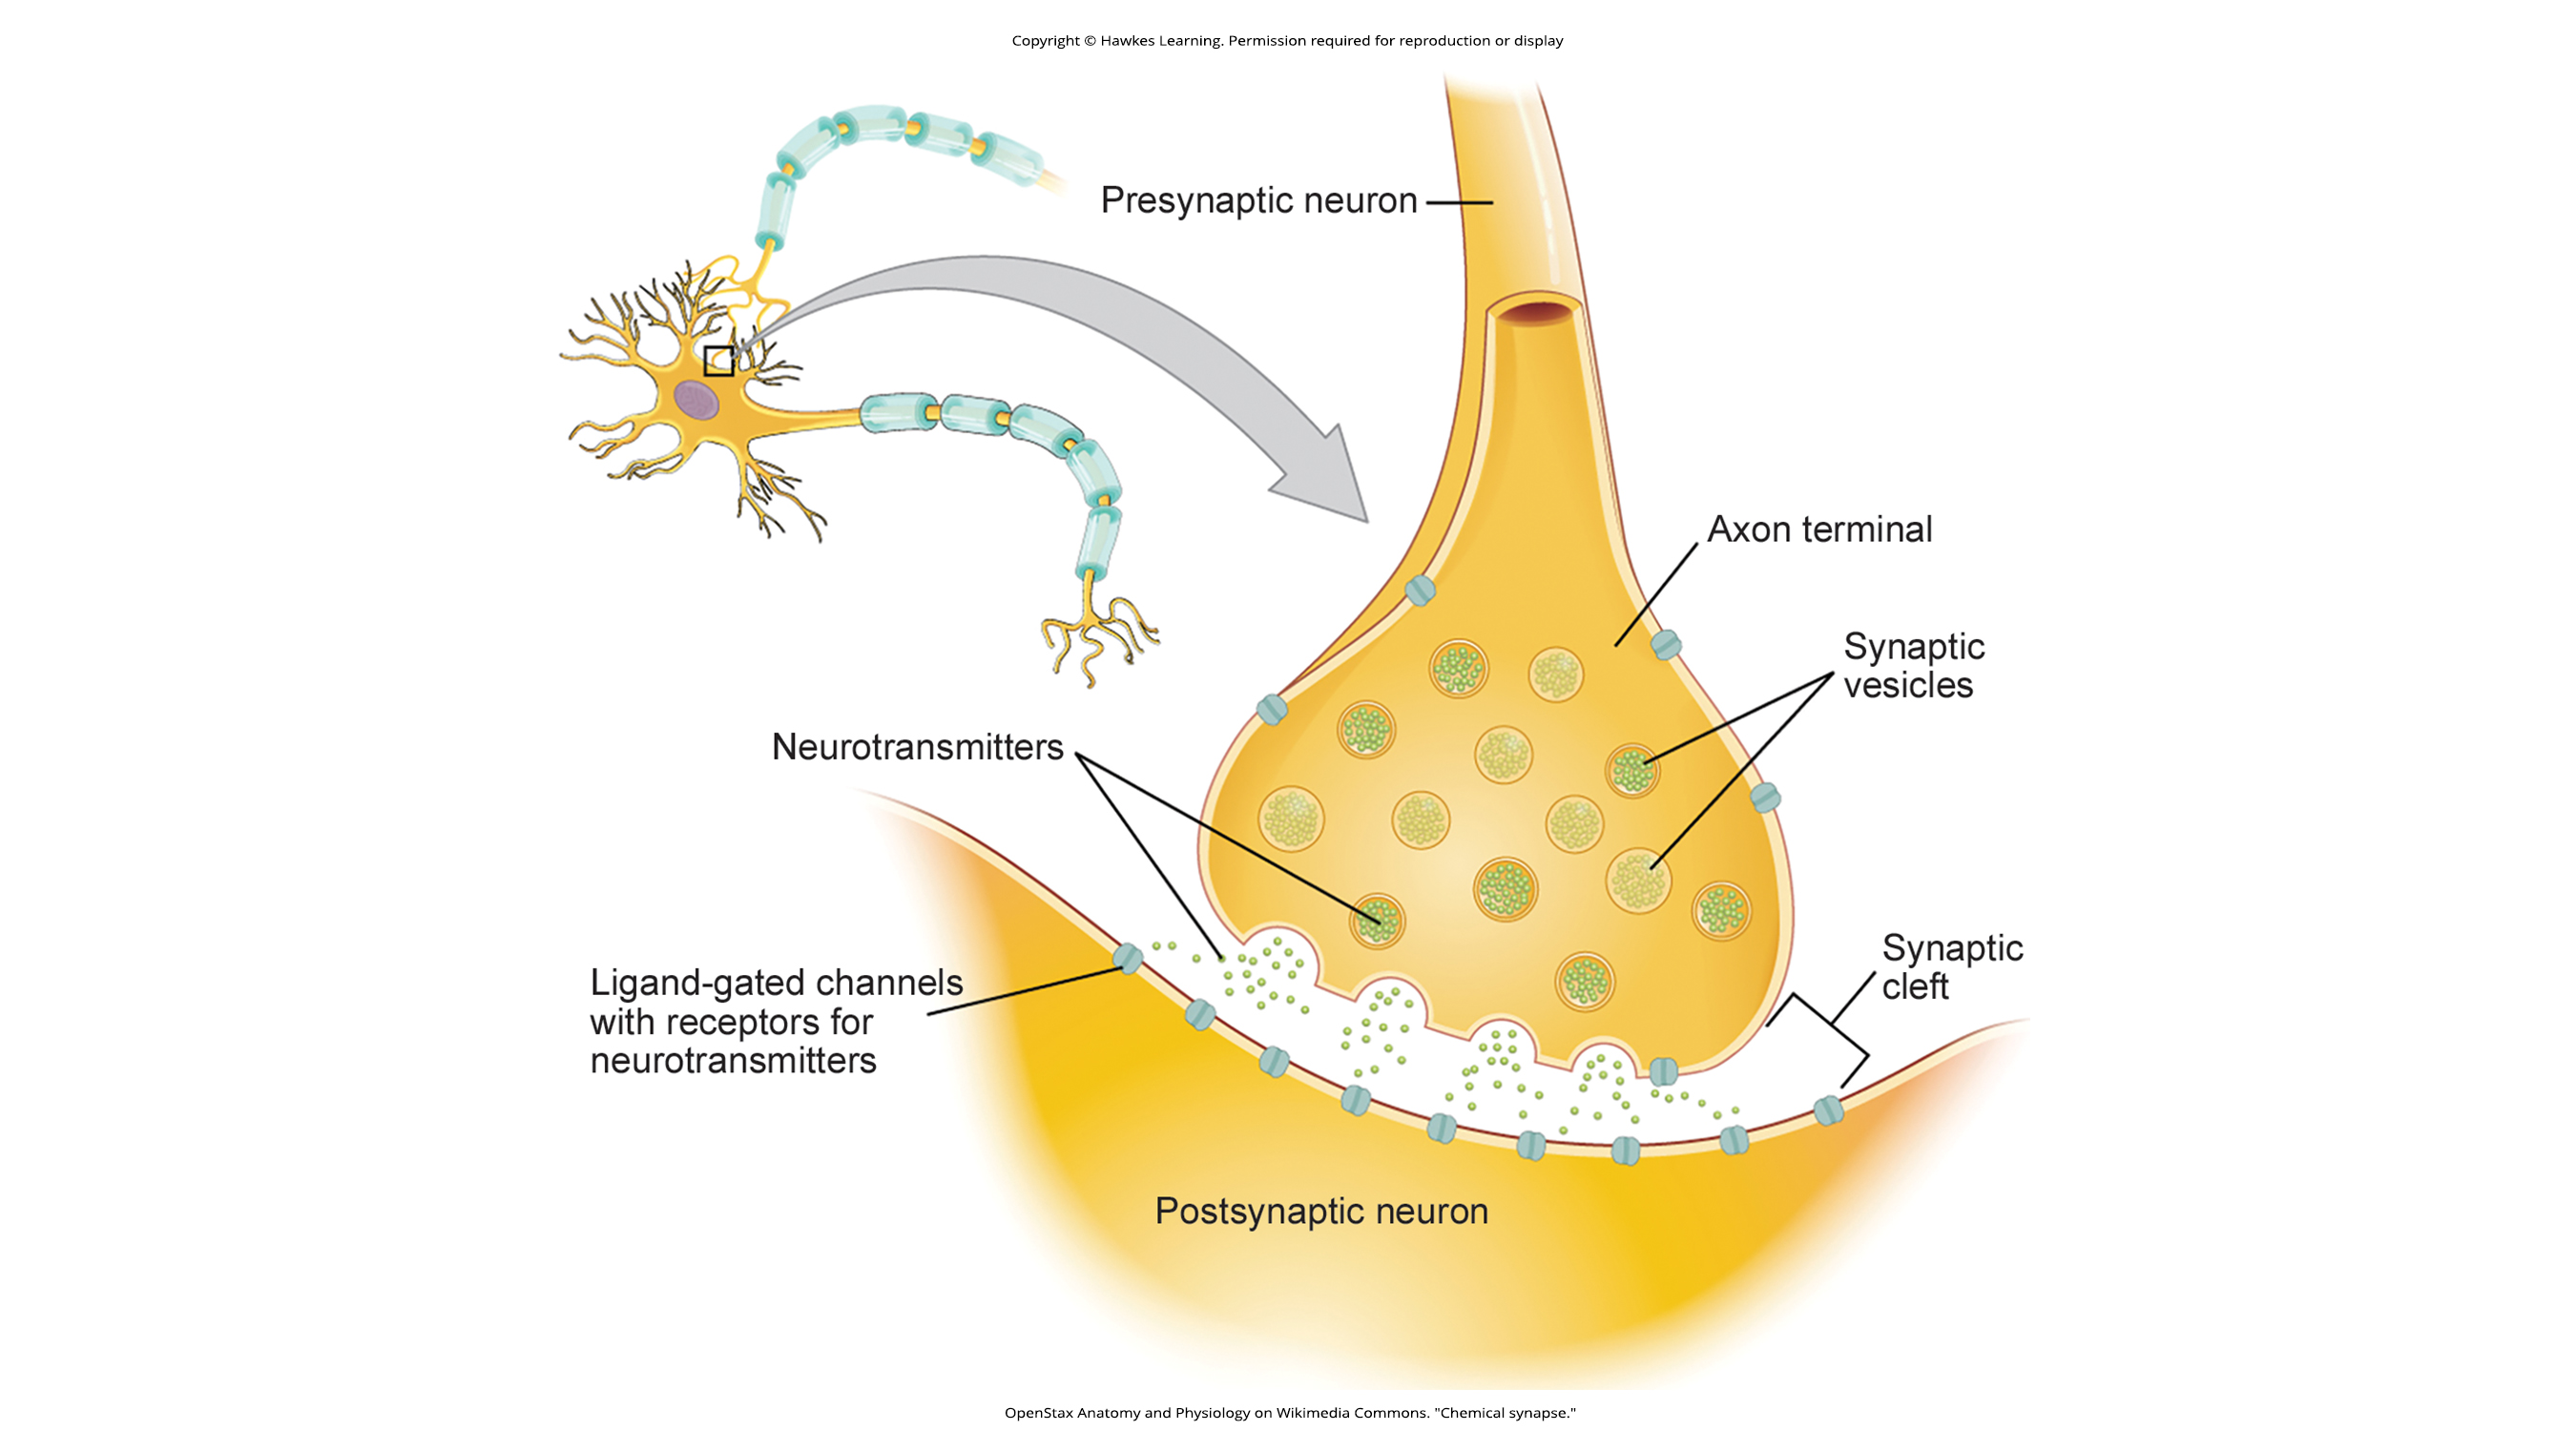 Copyright © Hawkes Learning. Permission required for reproduction or display
Presynaptic neuron
Axon terminal
Synaptic
vesicles
Neurotransmitters
Synaptic
cleft
Ligand-gated channels
with receptors for
neurotransmitters
Postsynaptic neuron
OpenStax Anatomy and Physiology on Wikimedia Commons. "Chemical synapse."